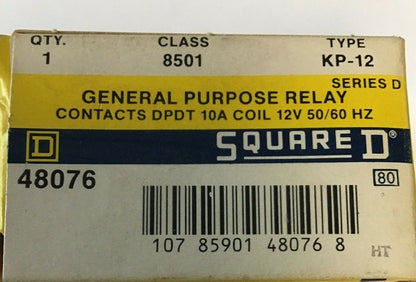 QTY. CLASS TYPE
1 8501 KP-12
SERIES D
GENERAL PURPOSE RELAY
CONTACTS DPDT 10A COIL 12V 50/60 HZ
D SQUARE D®
48076 80
107 85901 48076 8 HT